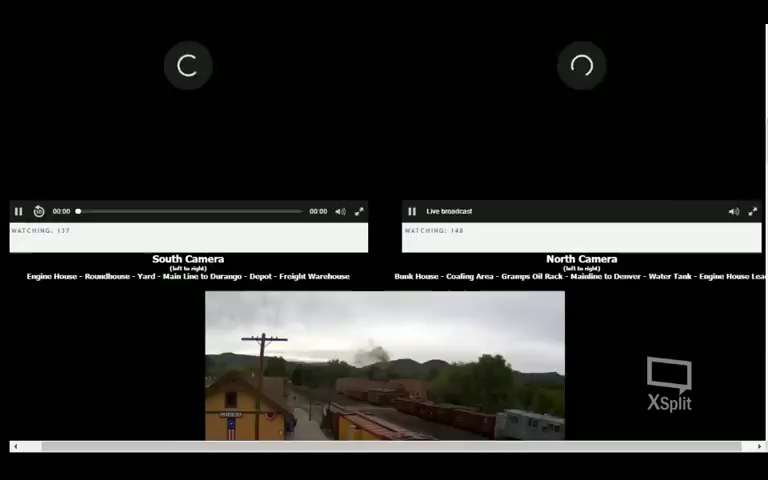 00:00
00:00
Live broadcast
WATCHING: 137
WATCHING: 148
South Camera
(left to right)
Engine House - Roundhouse - Yard - Main Line to Durango - Depot - Freight Warehouse
North Camera
(left to right)
Bunk House - Coaling Area - Gramps Oil Rack - Mainline to Denver - Water Tank - Engine House Lea
XSplit